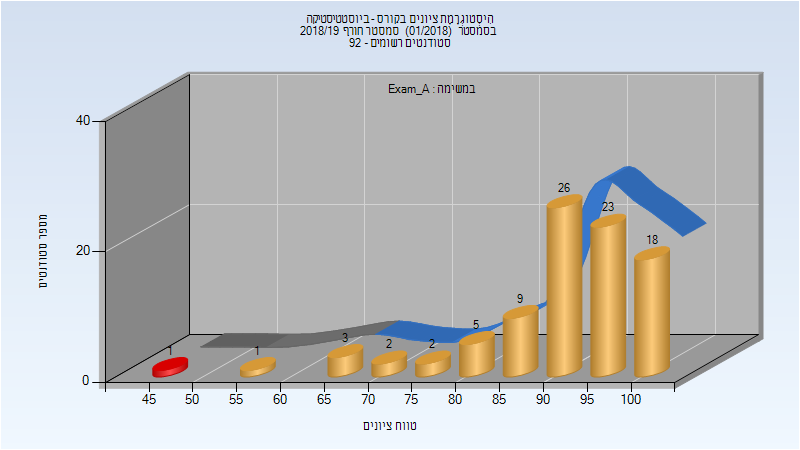 היסטוגרמת ציונים בקורס - ביוסטטיסטיקה
בסמסטר (01/2018) סמסטר חורף 2018/19
סטודנטים רשומים - 92
במשימה : Exam_A
מספר סטודנטים
40
20
0
1
1
3
2
2
5
9
26
23
18
45 50 55 60 65 70 75 80 85 90 95 100
טווח ציונים